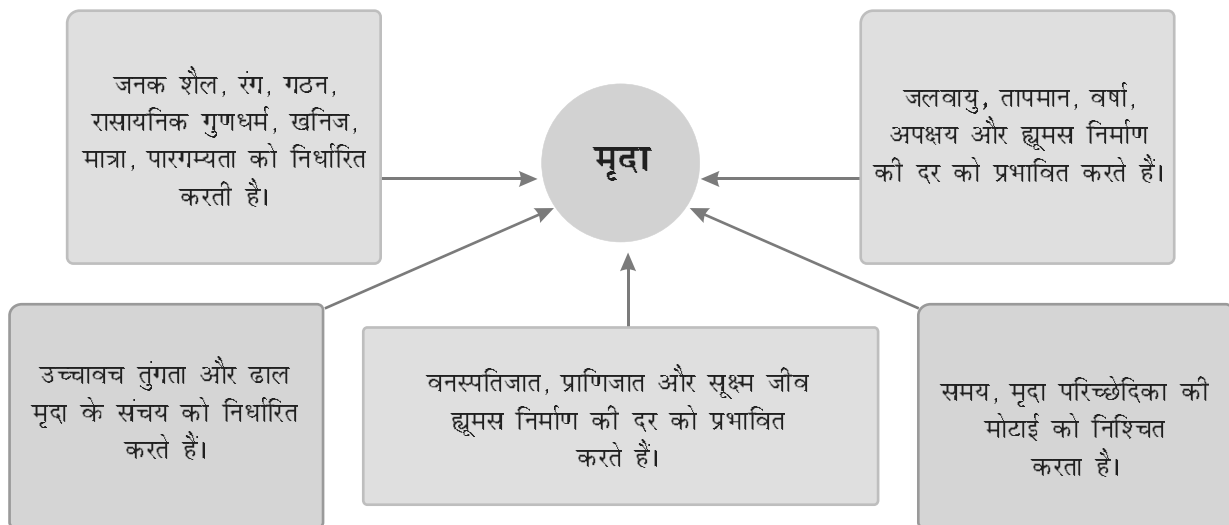 जनक शैल, रंग, गठन,
रासायनिक गुणधर्म, खनिज,
मात्रा, पारगम्यता को निर्धारित
करती है।
मृदा
जलवायु, तापमान, वर्षा,
अपक्षय और ह्यूमस निर्माण
की दर को प्रभावित करते हैं।
उच्चावच तुंगता और ढाल
मृदा के संचय को निर्धारित
करते हैं।
वनस्पतिजात, प्राणिजात और सूक्ष्म जीव
ह्यूमस निर्माण की दर को प्रभावित
करते हैं।
समय, मृदा परिच्छेदिका की
मोटाई को निश्चित
करता है।